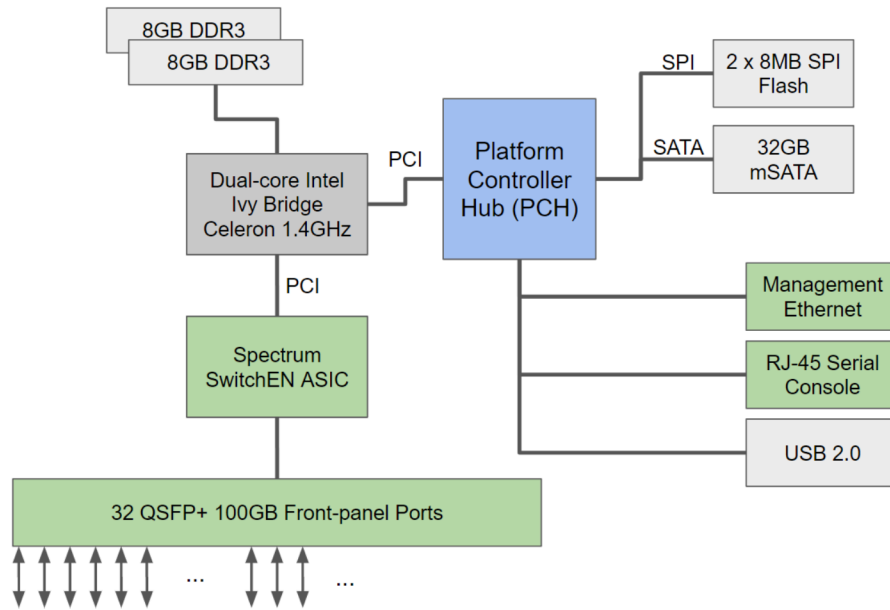 8GB DDR3
8GB DDR3
SPI
2 x 8MB SPI
Flash
SATA
32GB
mSATA
PCI
Platform
Controller
Hub (PCH)
Dual-core Intel
Ivy Bridge
Celeron 1.4GHz
PCI
Management
Ethernet
Spectrum
SwitchEN ASIC
RJ-45 Serial
Console
USB 2.0
32 QSFP+ 100GB Front-panel Ports
...
...